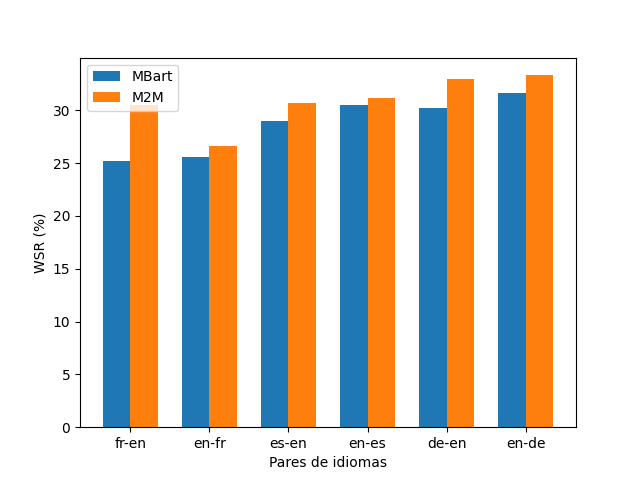 MBart
M2M
30
25
20
15
10
5
0
WSR (%)
fr-en en-fr es-en en-es de-en en-de
Pares de idiomas